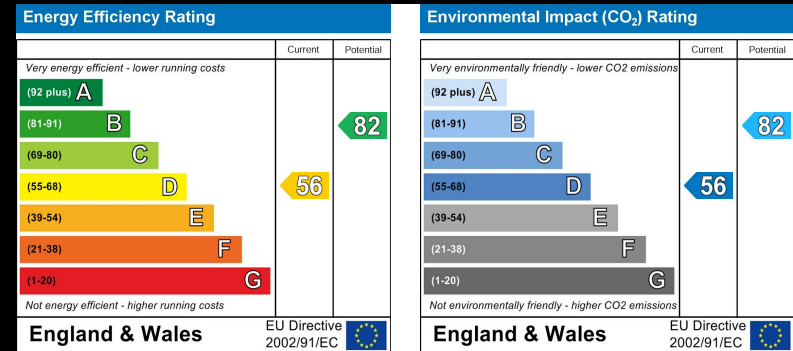 Energy Efficiency Rating
Current Potential
Very energy efficient - lower running costs
(92 plus) A
(81-91) B
82
(69-80) C
(55-68) D
56
(39-54) E
(21-38) F
(1-20) G
Not energy efficient - higher running costs
England & Wales
EU Directive
2002/91/EC
Environmental Impact (CO₂) Rating
Current Potential
Very environmentally friendly - lower CO2 emissions
(92 plus) A
(81-91) B
82
(69-80) C
(55-68) D
56
(39-54) E
(21-38) F
(1-20) G
Not environmentally friendly - higher CO2 emissions
England & Wales
EU Directive
2002/91/EC